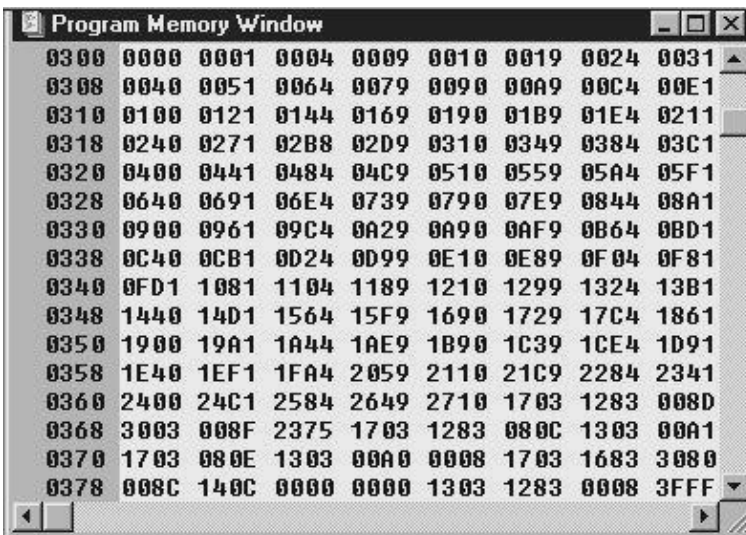 Program Memory Window
0300 0000 0001 0004 0009 0010 0019 0024 0031
0308 0040 0051 0064 0079 0090 00A9 00C4 00E1
0310 0100 0121 0144 0169 0190 01B9 01E4 0211
0318 0240 0271 02B8 02D9 0310 0349 0384 03C1
0320 0400 0441 0484 04C9 0510 0559 05A4 05F1
0328 0640 0691 06E4 0739 0790 07E9 0844 08A1
0330 0900 0961 09C4 0A29 0A90 0AF9 0B64 0BD1
0338 0C40 0CB1 0D24 0D99 0E10 0E89 0F04 0F81
0340 0FD1 1081 1104 1189 1210 1299 1324 13B1
0348 1440 14D1 1564 15F9 1690 1729 17C4 1861
0350 1900 19A1 1A44 1AE9 1B90 1C39 1CE4 1D91
0358 1E40 1EF1 1FA4 2059 2110 21C9 2284 2341
0360 2400 24C1 2584 2649 2710 1703 1283 008D
0368 3003 008F 2375 1703 1283 080C 1303 00A1
0370 1703 080E 1303 00A0 0008 1703 1683 3080
0378 008C 140C 0000 0000 1303 1283 0008 3FFF